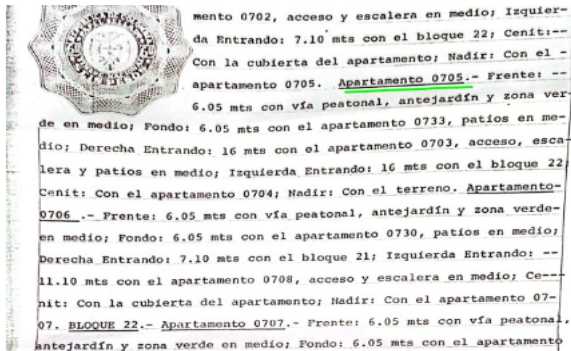 mento 0702, acceso y escalera en medio; Izquier-
da Entrando: 7.10 mts con el bloque 22; Cenit:--
Con la cubierta del apartamento; Nadir: Con el -
apartamento 0705. Apartamento 0705.- Frente: --
6.05 mts con vía peatonal, antejardín y zona ver-
de en medio; Fondo: 6.05 mts con el apartamento 0733, patios en me-
dio; Derecha Entrando: 16 mts con el apartamento 0703, acceso, esca-
lera y patios en medio; Izquierda Entrando: 16 mts con el bloque 22
Cenit: Con el apartamento 0704; Nadir: Con el terreno. Apartamento-
0706 .- Frente: 6.05 mts con vía peatonal, antejardín y zona verde-
en medio; Fondo: 6.05 mts con el apartamento 0730, patios en medio;
Derecha Entrando: 7.10 mts con el bloque 21; Izquierda Entrando: --
11.10 mts con el apartamento 0708, acceso y escalera en medio; Ce---
nit: Con la cubierta del apartamento; Nadir: Con el apartamento 07-
07. BLOQUE 22.- Apartamento 0707.- Frente: 6.05 mts con vía peatonal,
antejardín y zona verde en medio; Fondo: 6.05 mts con el apartamento